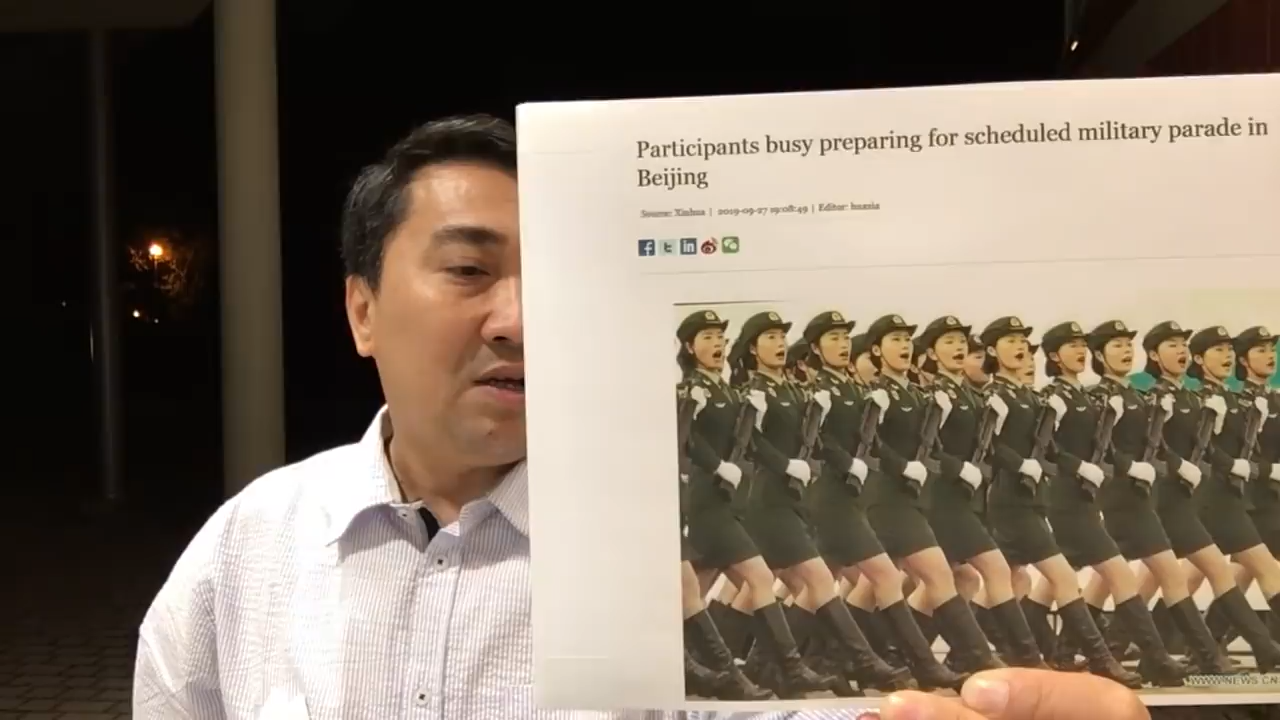 Participants busy preparing for scheduled military parade in
Beijing
Source: Xinhua | 2019-09-27 19:08:49 | Editor: huaxia
WWW.NEWS.CN